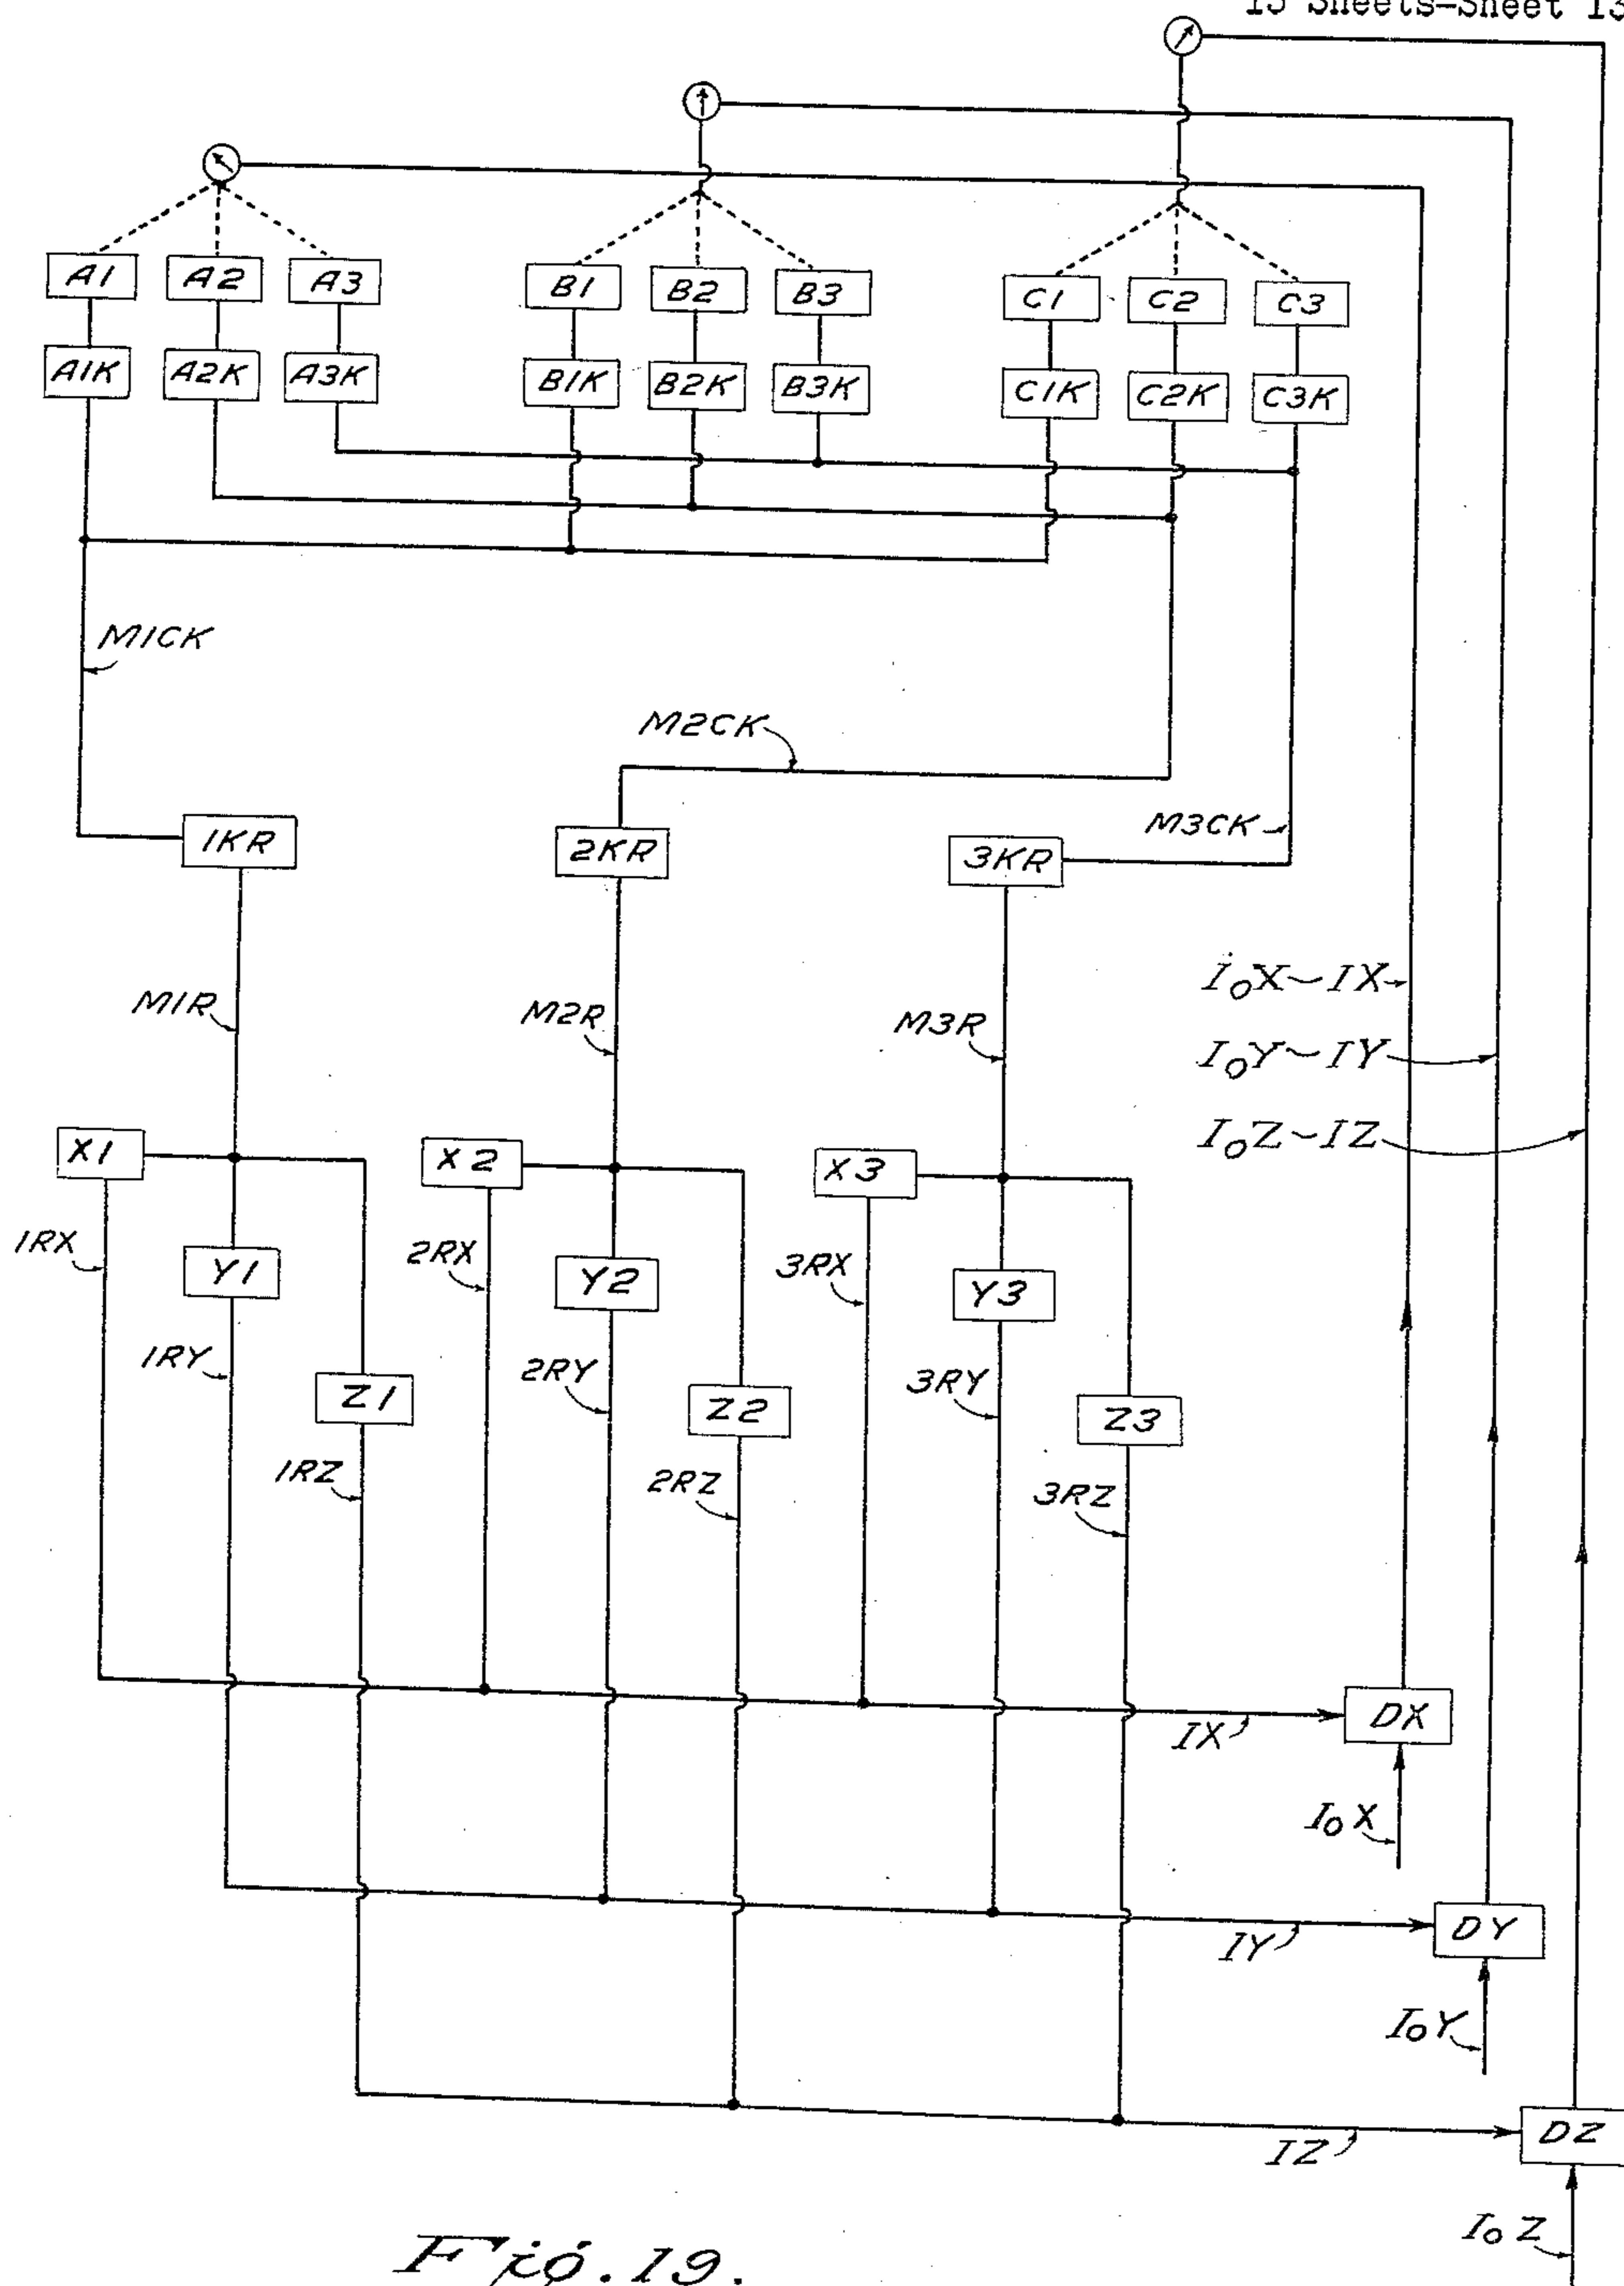 15 Sheets—Sheet 13
A1 A2 A3 B1 B2 B3 C1 C2 C3
A1K A2K A3K B1K B2K B3K C1K C2K C3K
M1CK
M2CK
M3CK
1KR 2KR 3KR
I₀X~IX
M1R M2R M3R
I₀Y~IY
I₀Z~IZ
X1 X2 X3
1RX 2RX 3RX
Y1 Y2 Y3
1RY 2RY 3RY
Z1 Z2 Z3
1RZ 2RZ 3RZ
IX DX
I₀X
IY DY
I₀Y
IZ DZ
I₀Z
Fig. 19.